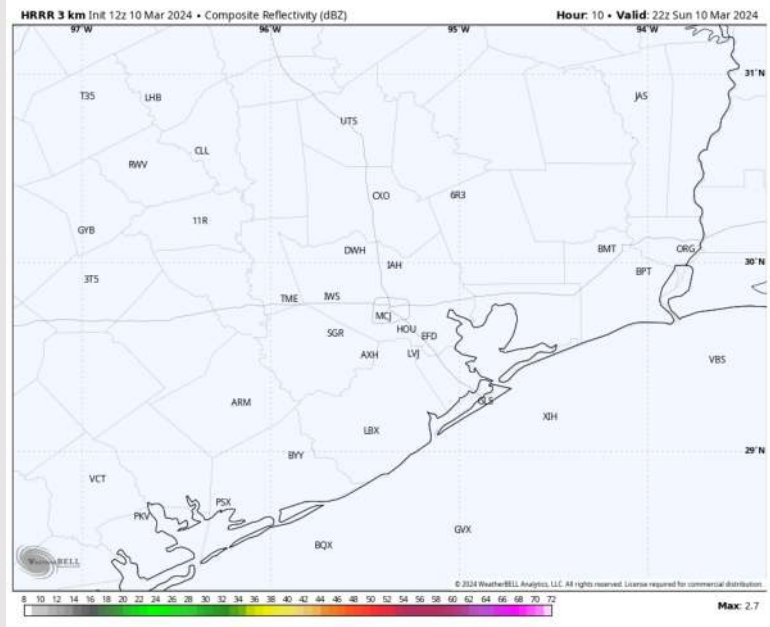 HRRR 3 km Init 12z 10 Mar 2024 • Composite Reflectivity (dBZ) Hour: 10 • Valid: 22z Sun 10 Mar 2024
97°W 96°W 95°W 94°W
31°N
T35 LHB JAS
UTS
CLL
RWV
CXO 6R3
11R
GYB
DWH BMT ORG
30°N
IAH
BPT
3T5
TME IWS
MCJ
SGR HOU EFD
AXH LVJ
VBS
ARM GLS
XIH
LBX
29°N
BYY
VCT
PSX
PKV
GVX
BQX
WeatherBELL
© 2024 WeatherBELL Analytics, LLC. All rights reserved. License required for commercial distribution.
8 10 12 14 16 18 20 22 24 26 28 30 32 34 36 38 40 42 44 46 48 50 52 54 56 58 60 62 64 66 68 70 72
Max: 2.7